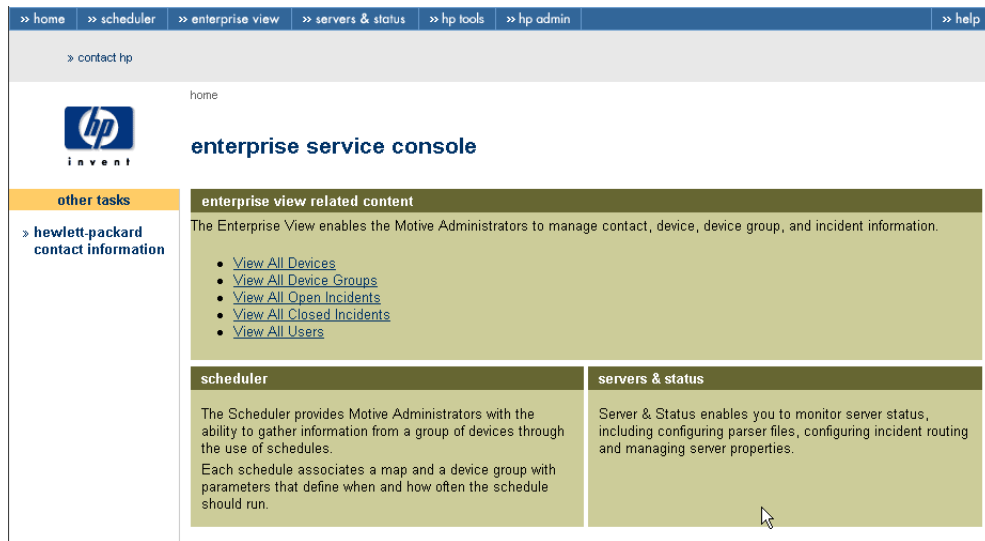 » home » scheduler » enterprise view » servers & status » hp tools » hp admin » help
» contact hp
home
hp
invent
enterprise service console
other tasks
» hewlett-packard
contact information
enterprise view related content
The Enterprise View enables the Motive Administrators to manage contact, device, device group, and incident information.
• View All Devices
• View All Device Groups
• View All Open Incidents
• View All Closed Incidents
• View All Users
scheduler
The Scheduler provides Motive Administrators with the
ability to gather information from a group of devices through
the use of schedules.
Each schedule associates a map and a device group with
parameters that define when and how often the schedule
should run.
servers & status
Server & Status enables you to monitor server status,
including configuring parser files, configuring incident routing
and managing server properties.